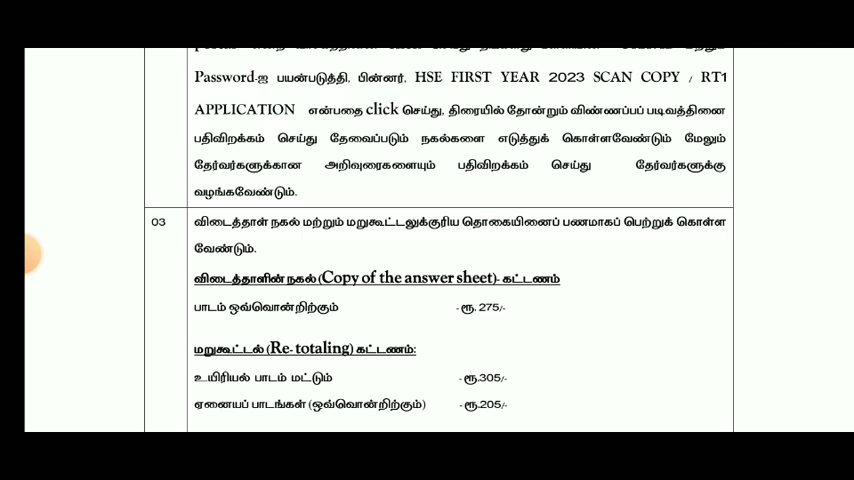 Password-ஐ பயன்படுத்தி, பின்னர், HSE FIRST YEAR 2023 SCAN COPY / RT1
APPLICATION என்பதை click செய்து, திரையில் தோன்றும் விண்ணப்பப் படிவத்தினை
பதிவிறக்கம் செய்து தேவைப்படும் நகல்களை எடுத்துக் கொள்ளவேண்டும் மேலும்
தேர்வர்களுக்கான அறிவுரைகளையும் பதிவிறக்கம் செய்து தேர்வர்களுக்கு
வழங்கவேண்டும்.
03 விடைத்தாள் நகல் மற்றும் மறுகூட்டலுக்குரிய தொகையினைப் பணமாகப் பெற்றுக் கொள்ள
வேண்டும்.
விடைத்தாளின் நகல் (Copy of the answer sheet)- கட்டணம்
பாடம் ஒவ்வொன்றிற்கும் - ரூ. 275/-
மறுகூட்டல் (Re- totaling) கட்டணம்:
உயிரியல் பாடம் மட்டும் - ரூ.305/-
ஏனையப் பாடங்கள் (ஒவ்வொன்றிற்கும்) - ரூ.205/-